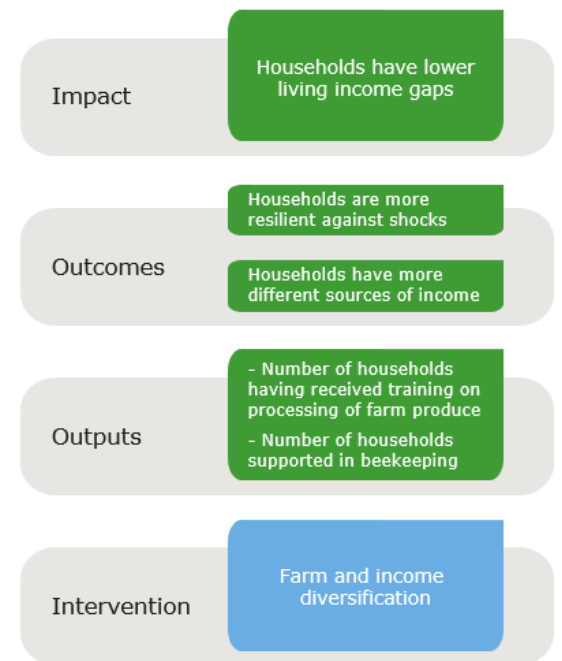 Impact
Households have lower
living income gaps
Outcomes
Households are more
resilient against shocks
Households have more
different sources of income
Outputs
- Number of households
having received training on
processing of farm produce
- Number of households
supported in beekeeping
Intervention
Farm and income
diversification